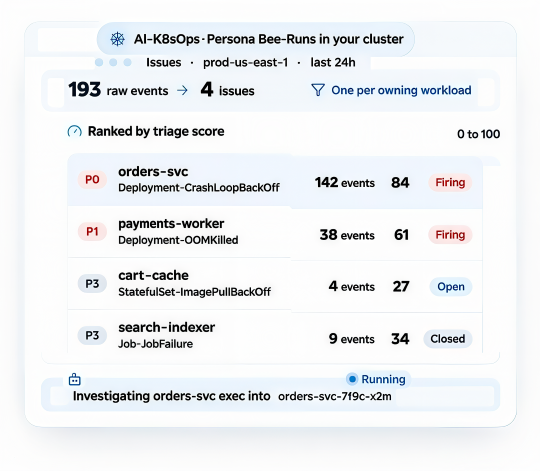 AI-K8sOps·Persona Bee-Runs in your cluster
Issues · prod-us-east-1 · last 24h
193 raw events → 4 issues One per owning workload
Ranked by triage score 0 to 100
P0 orders-svc 142 events 84 Firing
Deployment-CrashLoopBackOff
P1 payments-worker 38 events 61 Firing
Deployment-OOMKilled
P3 cart-cache 4 events 27 Open
StatefulSet-ImagePullBackOff
P3 search-indexer 9 events 34 Closed
Job-JobFailure
Running
Investigating orders-svc exec into orders-svc-7f9c-x2m